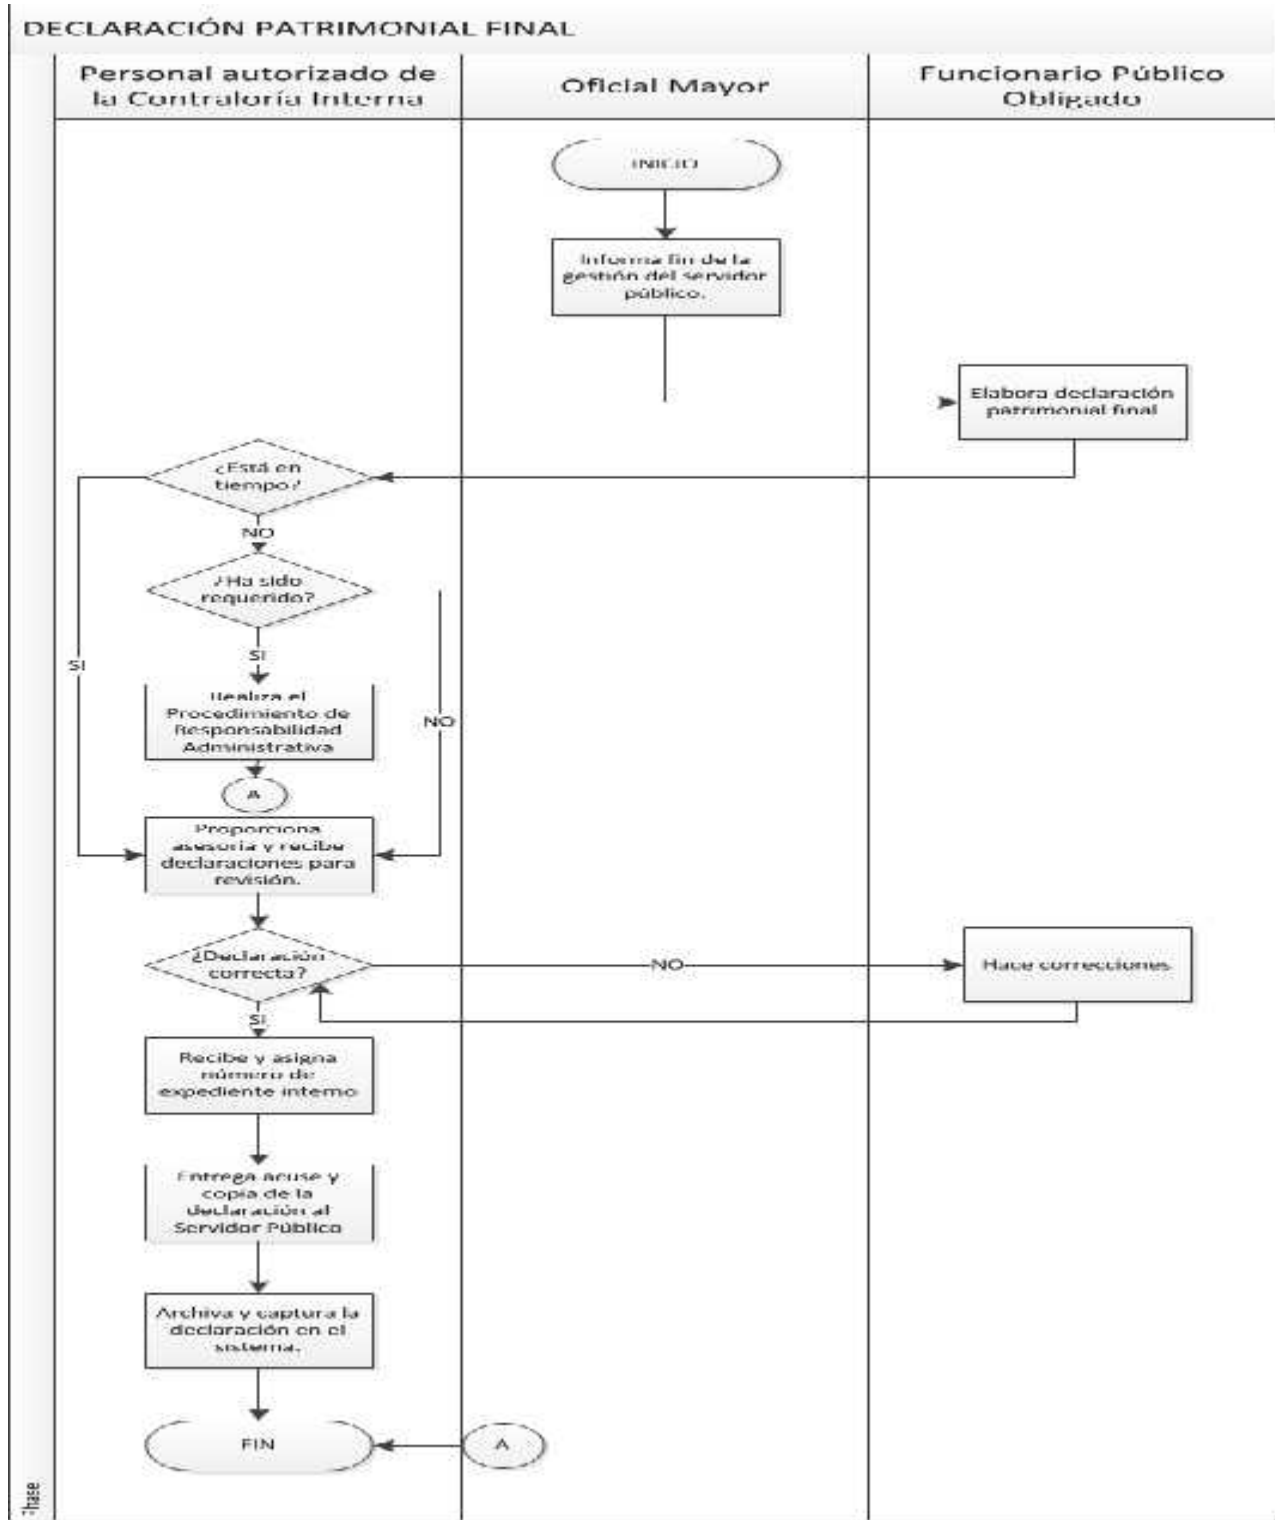 DECLARACIÓN PATRIMONIAL FINAL
Personal autorizado de
la Contraloría Interna
Oficial Mayor
Funcionario Público
Obligado
INICIO
Informa fin de la
gestión del servidor
público.
Elabora declaración
patrimonial final
¿Está en
tiempo?
NO
¿Ha sido
requerido?
SI
SI
Realiza el
Procedimiento de
Responsabilidad
Administrativa
NO
A
Proporciona
asesoría y recibe
declaraciones para
revisión.
¿Declaración
correcta?
NO
Hace correcciones
SI
Recibe y asigna
número de
expediente interno
Entrega acuse y
copia de la
declaración al
Servidor Público
Archiva y captura la
declaración en el
sistema.
FIN
A
Phase